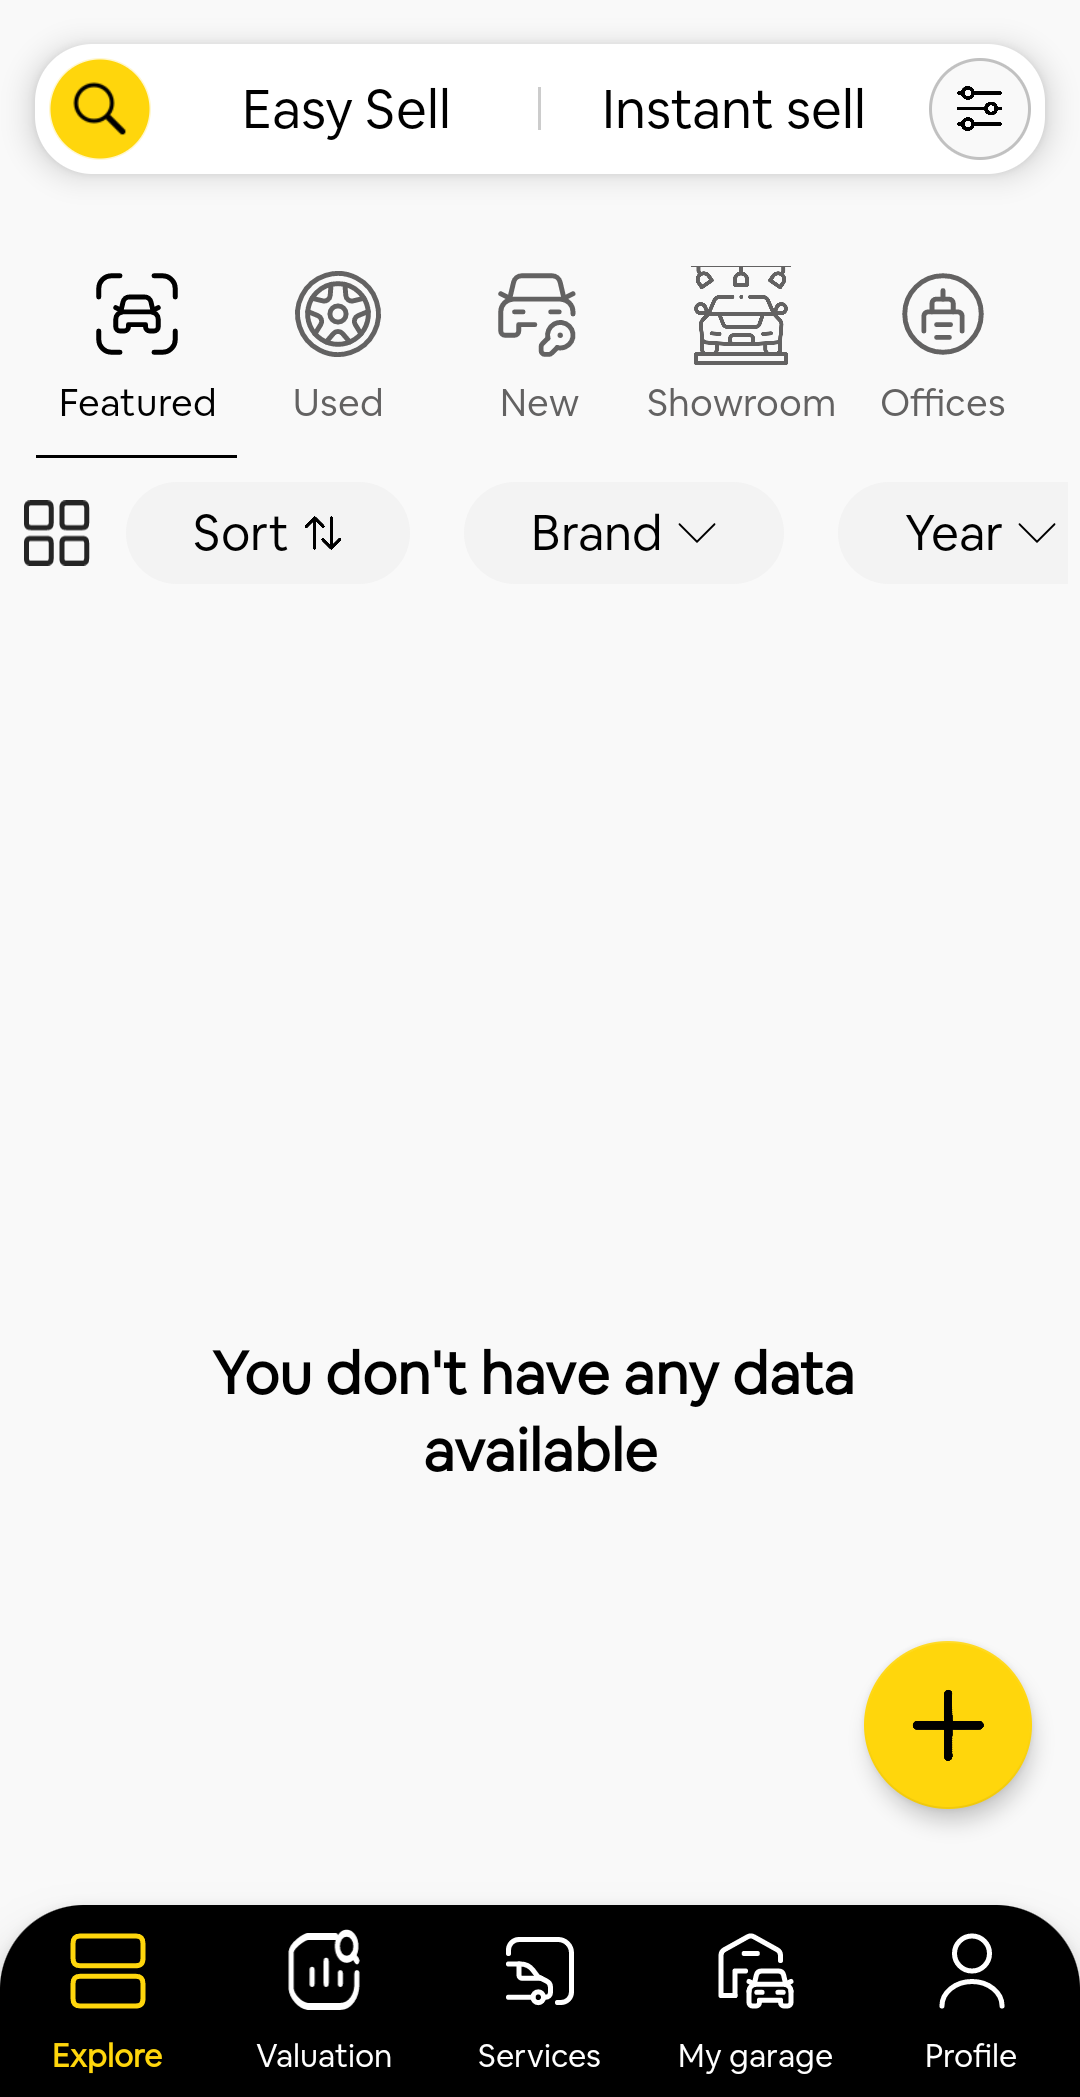 Easy Sell
Instant sell
Featured
Used
New
Showroom
Offices
Sort
Brand
Year
You don't have any data
available
Explore
Valuation
Services
My garage
Profile